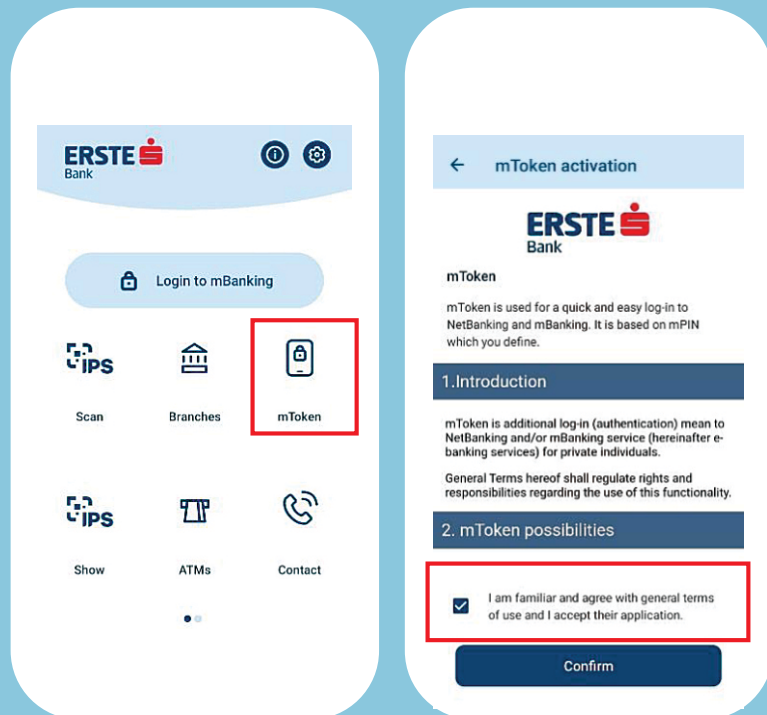 ERSTE
Bank
Login to mBanking
IPS
Scan
Branches
mToken
IPS
Show
ATMs
Contact
mToken activation
ERSTE
Bank
mToken
mToken is used for a quick and easy log-in to
NetBanking and mBanking. It is based on mPIN
which you define.
1.Introduction
mToken is additional log-in (authentication) mean to
NetBanking and/or mBanking service (hereinafter e-
banking services) for private individuals.
General Terms hereof shall regulate rights and
responsibilities regarding the use of this functionality.
2. mToken possibilities
I am familiar and agree with general terms
of use and I accept their application.
Confirm